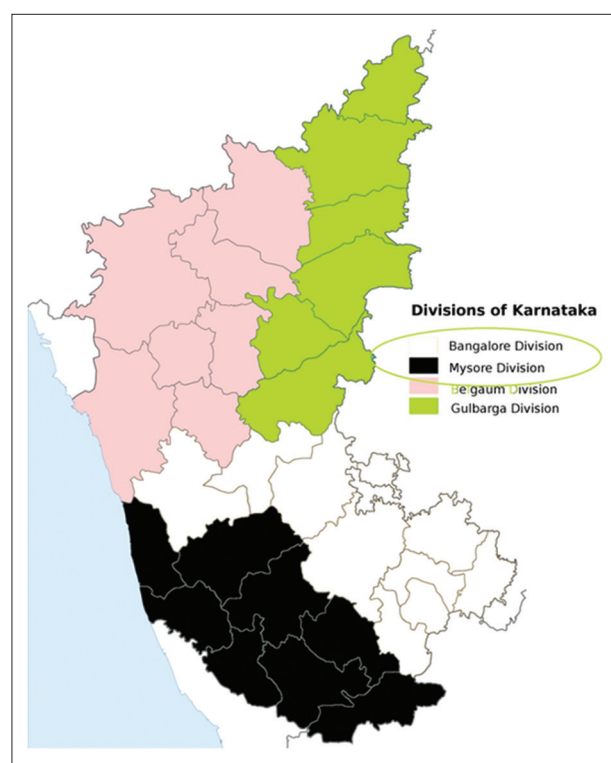 Divisions of Karnataka
Bangalore Division
Mysore Division
Belgaum Division
Gulbarga Division